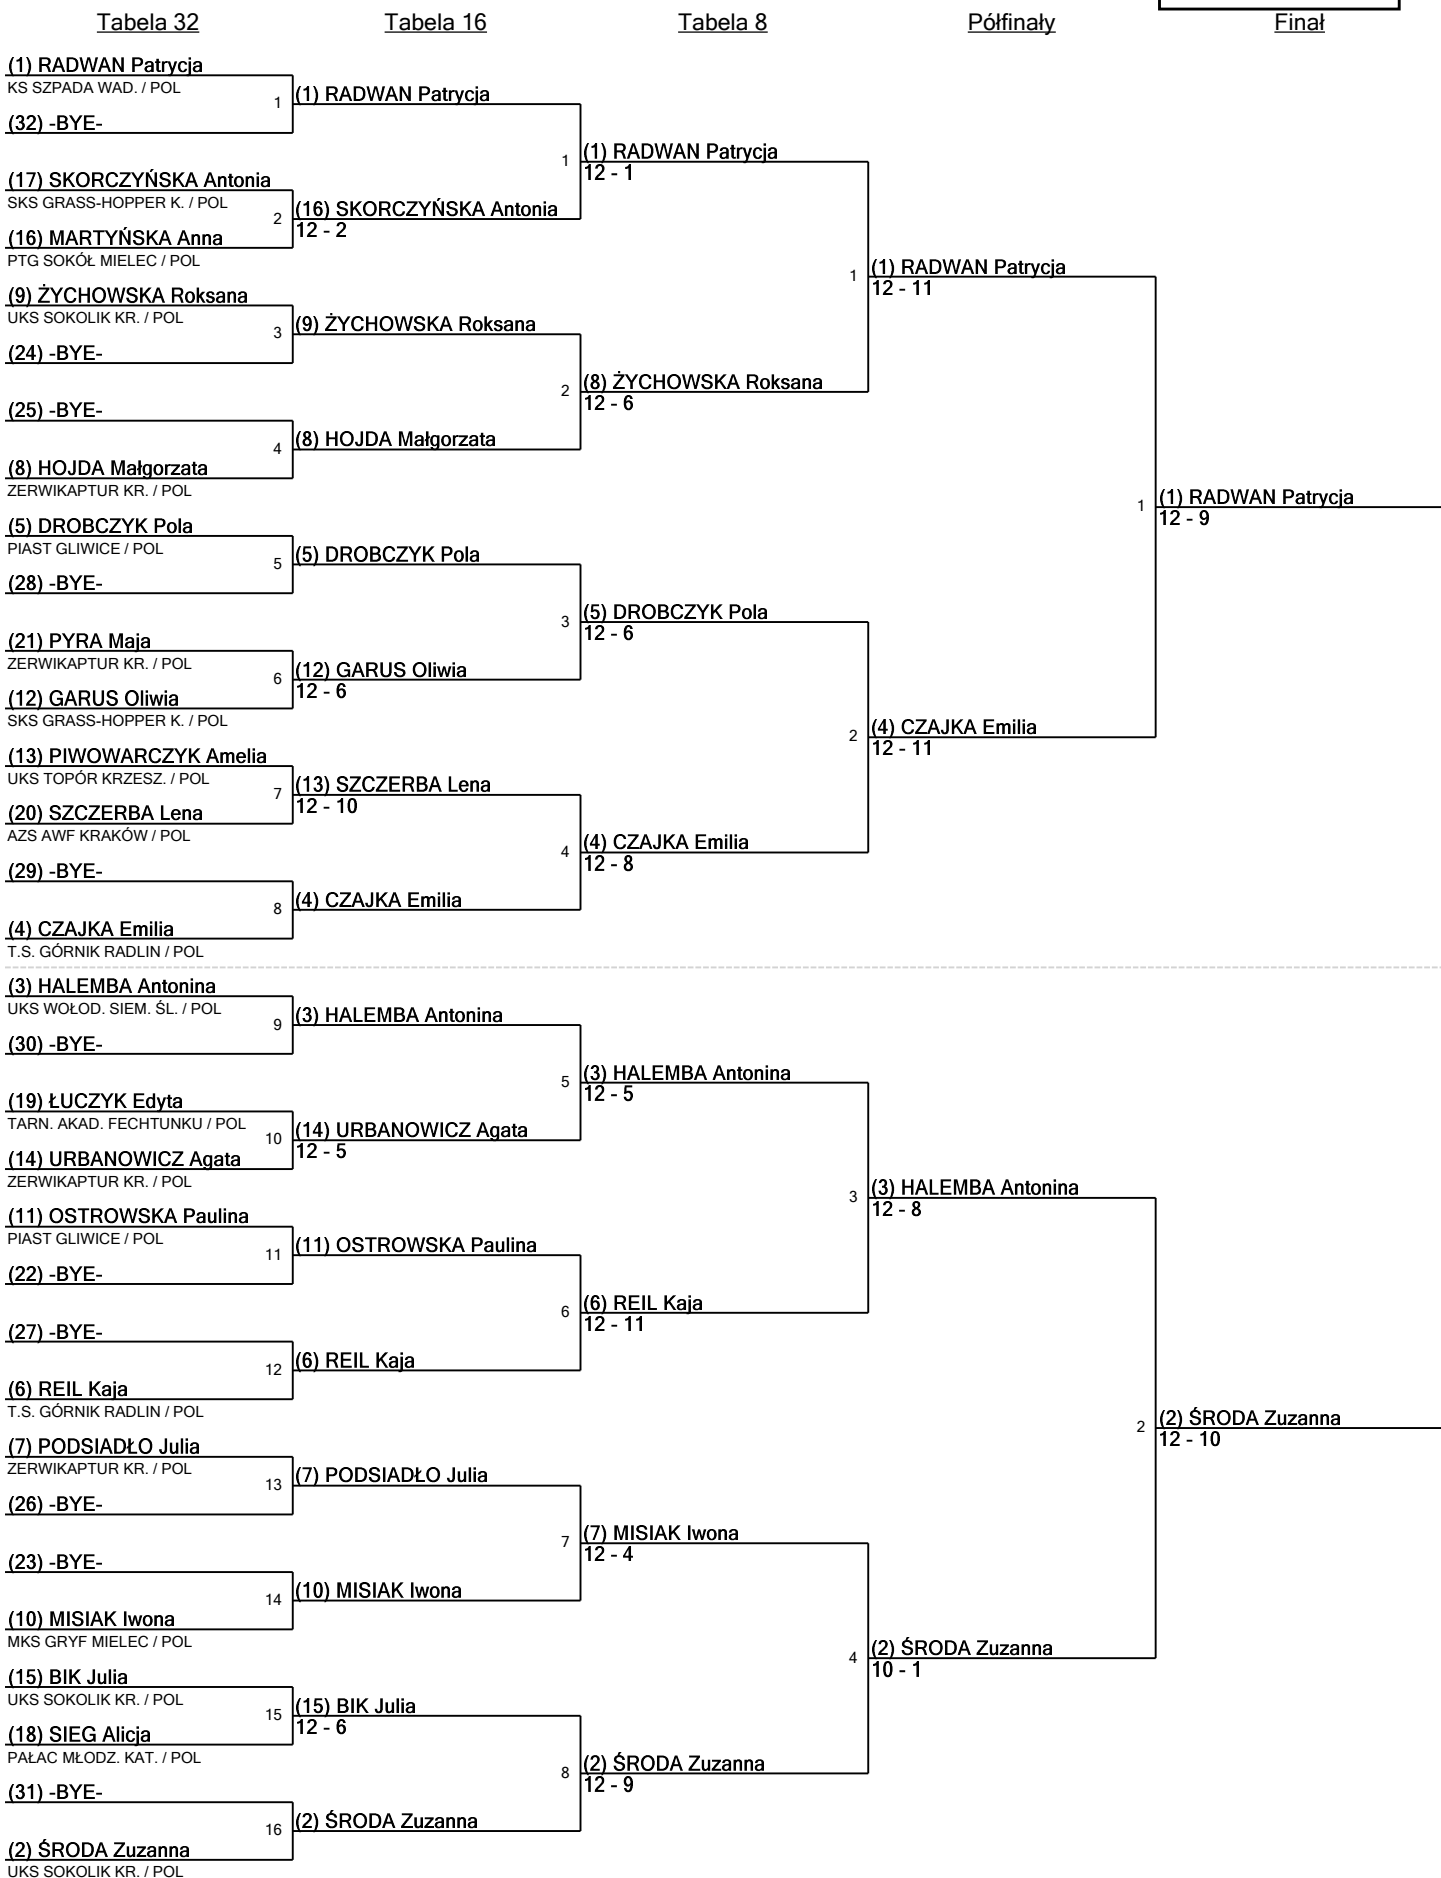 Tabela 32
Tabela 16
Tabela 8
Półfinały
Finał
(1) RADWAN Patrycja
KS SZPADA WAD. / POL
1
(32) -BYE-
(17) SKORCZYŃSKA Antonia
SKS GRASS-HOPPER K. / POL
2
(16) MARTYŃSKA Anna
PTG SOKÓŁ MIELEC / POL
(9) ŻYCHOWSKA Roksana
UKS SOKOLIK KR. / POL
3
(24) -BYE-
(25) -BYE-
4
(8) HOJDA Małgorzata
ZERWIKAPTUR KR. / POL
(5) DROBCZYK Pola
PIAST GLIWICE / POL
5
(28) -BYE-
(21) PYRA Maja
ZERWIKAPTUR KR. / POL
6
(12) GARUS Oliwia
SKS GRASS-HOPPER K. / POL
(13) PIWOWARCZYK Amelia
UKS TOPÓR KRZESZ. / POL
7
(20) SZCZERBA Lena
AZS AWF KRAKÓW / POL
(29) -BYE-
8
(4) CZAJKA Emilia
T.S. GÓRNIK RADLIN / POL
(3) HALEMBA Antonina
UKS WOŁOD. SIEM. ŚL. / POL
9
(30) -BYE-
(19) ŁUCZYK Edyta
TARN. AKAD. FECHTUNKU / POL
10
(14) URBANOWICZ Agata
ZERWIKAPTUR KR. / POL
(11) OSTROWSKA Paulina
PIAST GLIWICE / POL
11
(22) -BYE-
(27) -BYE-
12
(6) REIL Kaja
T.S. GÓRNIK RADLIN / POL
(7) PODSIADŁO Julia
ZERWIKAPTUR KR. / POL
13
(26) -BYE-
(23) -BYE-
14
(10) MISIAK Iwona
MKS GRYF MIELEC / POL
(15) BIK Julia
UKS SOKOLIK KR. / POL
15
(18) SIEG Alicja
PAŁAC MŁODZ. KAT. / POL
(31) -BYE-
16
(2) ŚRODA Zuzanna
UKS SOKOLIK KR. / POL
(1) RADWAN Patrycja
1
(16) SKORCZYŃSKA Antonia
12 - 2
(9) ŻYCHOWSKA Roksana
2
(8) HOJDA Małgorzata
(5) DROBCZYK Pola
3
(12) GARUS Oliwia
12 - 6
(13) SZCZERBA Lena
12 - 10
4
(4) CZAJKA Emilia
(3) HALEMBA Antonina
5
(14) URBANOWICZ Agata
12 - 5
(11) OSTROWSKA Paulina
6
(6) REIL Kaja
(7) PODSIADŁO Julia
7
(10) MISIAK Iwona
(15) BIK Julia
12 - 6
8
(2) ŚRODA Zuzanna
(1) RADWAN Patrycja
12 - 1
1
(8) ŻYCHOWSKA Roksana
12 - 6
(5) DROBCZYK Pola
12 - 6
2
(4) CZAJKA Emilia
12 - 8
(3) HALEMBA Antonina
12 - 5
3
(6) REIL Kaja
12 - 11
(7) MISIAK Iwona
12 - 4
4
(2) ŚRODA Zuzanna
12 - 9
(1) RADWAN Patrycja
12 - 11
1
(4) CZAJKA Emilia
12 - 11
(3) HALEMBA Antonina
12 - 8
2
(2) ŚRODA Zuzanna
10 - 1
(1) RADWAN Patrycja
12 - 9
(2) ŚRODA Zuzanna
12 - 10